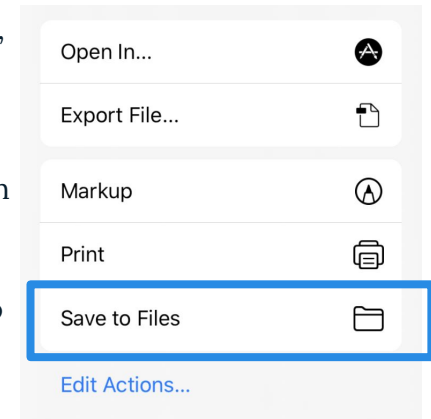 Open In...
Export File...
Markup
Print
Save to Files
Edit Actions...